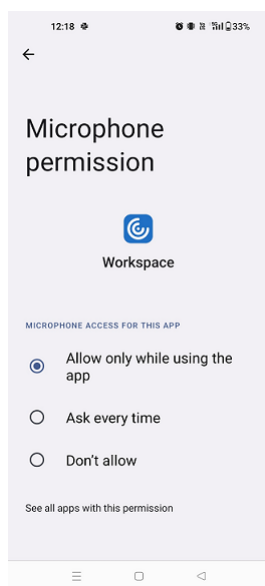 12:18
33%
Microphone
permission
Workspace
MICROPHONE ACCESS FOR THIS APP
Allow only while using the
app
Ask every time
Don't allow
See all apps with this permission